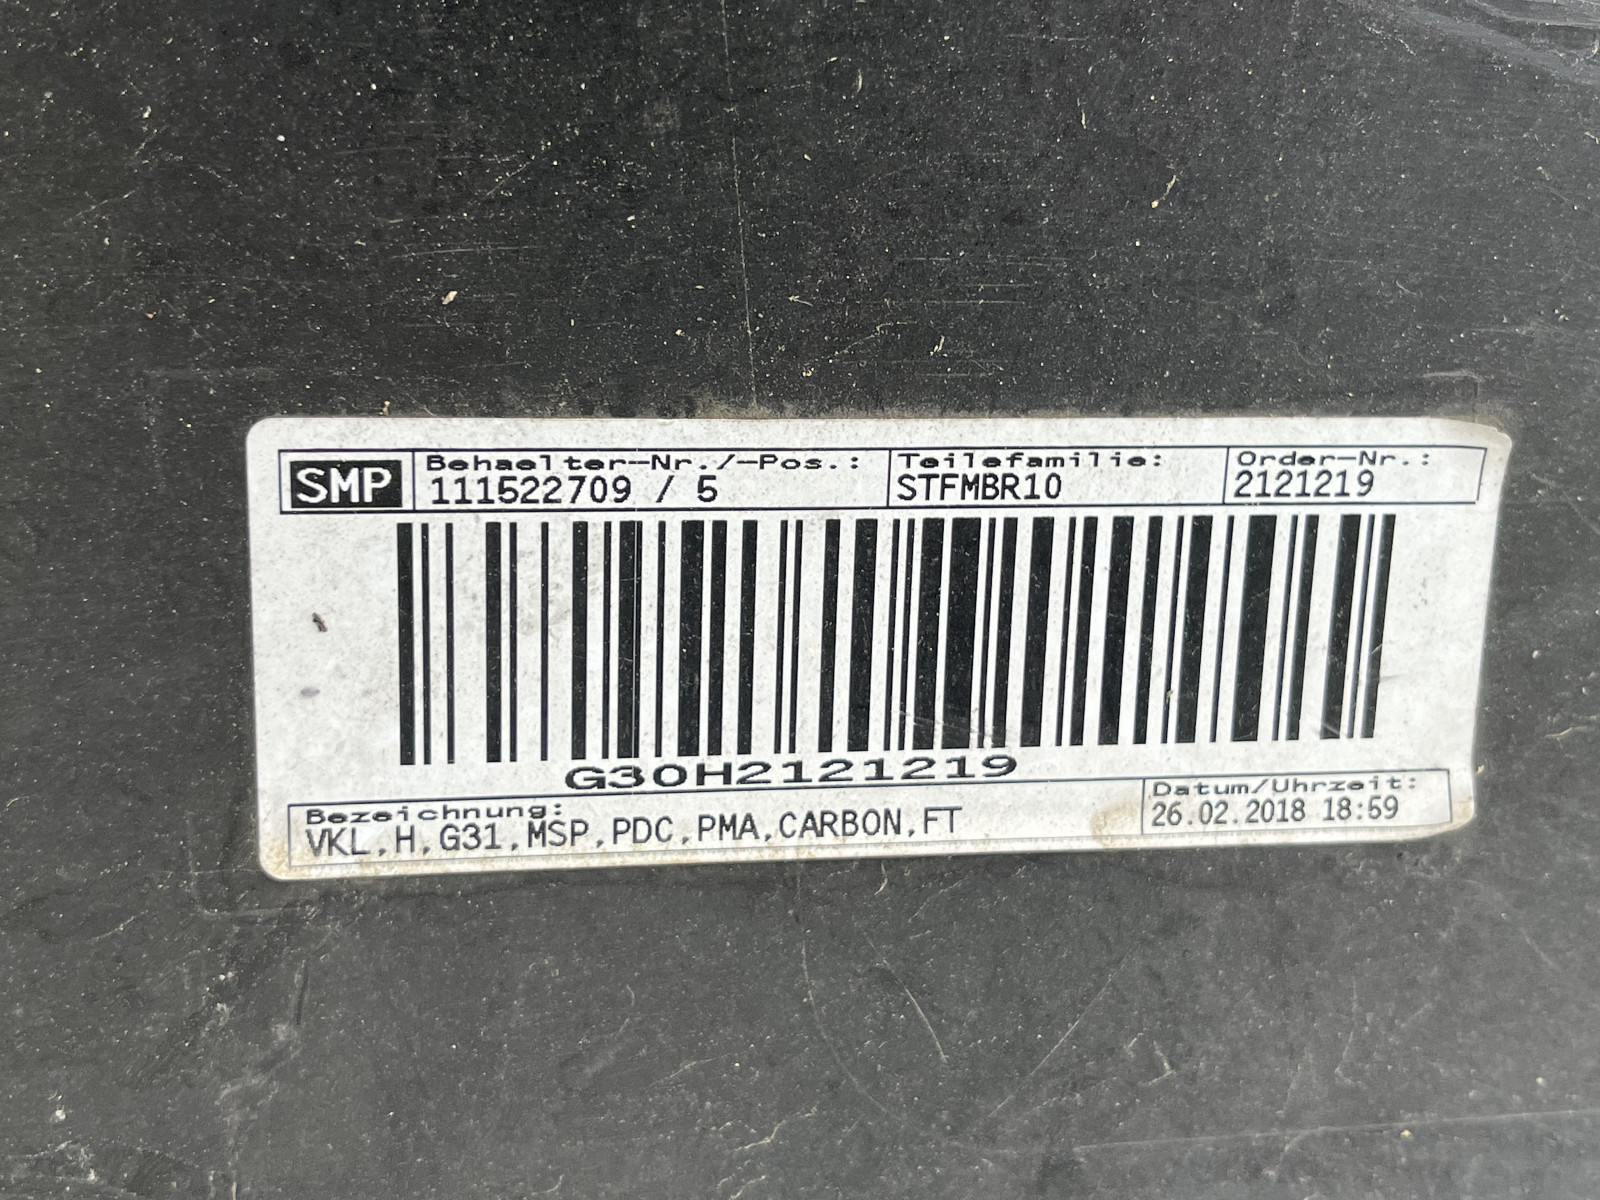 SMP
Behaelter-Nr./-Pos.:
111522709 / 5
Teilefamilie:
STFMBR10
Order-Nr.:
2121219
G30H2121219
Bezeichnung:
VKL,H,G31,MSP,PDC,PMA,CARBON,FT
Datum/Uhrzeit:
26.02.2018 18:59